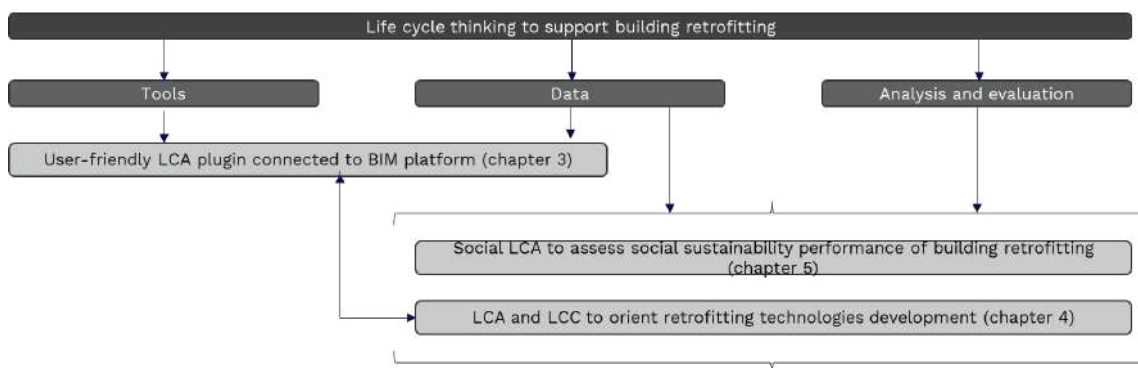 Life cycle thinking to support building retrofitting
Tools
Data
Analysis and evaluation
User-friendly LCA plugin connected to BIM platform (chapter 3)
Social LCA to assess social sustainability performance of building retrofitting
(chapter 5)
LCA and LCC to orient retrofitting technologies development (chapter 4)